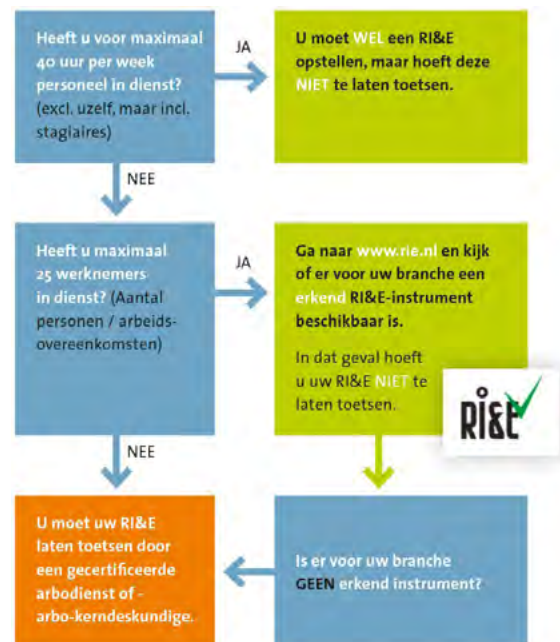 Heeft u voor maximaal
40 uur per week
personeel in dienst?
(excl. uzelf, maar incl.
stagiaires)
JA
U moet WEL een RI&E
opstellen, maar hoeft deze
NIET te laten toetsen.
NEE
Heeft u maximaal
25 werknemers
in dienst? (Aantal
personen / arbeids-
overeenkomsten)
JA
Ga naar www.rie.nl en kijk
of er voor uw branche een
erkend RI&E-instrument
beschikbaar is.
In dat geval hoeft
u uw RI&E NIET te
laten toetsen.
RI&E
NEE
U moet uw RI&E
laten toetsen door
een gecertificeerde
arbodienst of -
arbo-kerndeskundige.
Is er voor uw branche
GEEN erkend instrument?